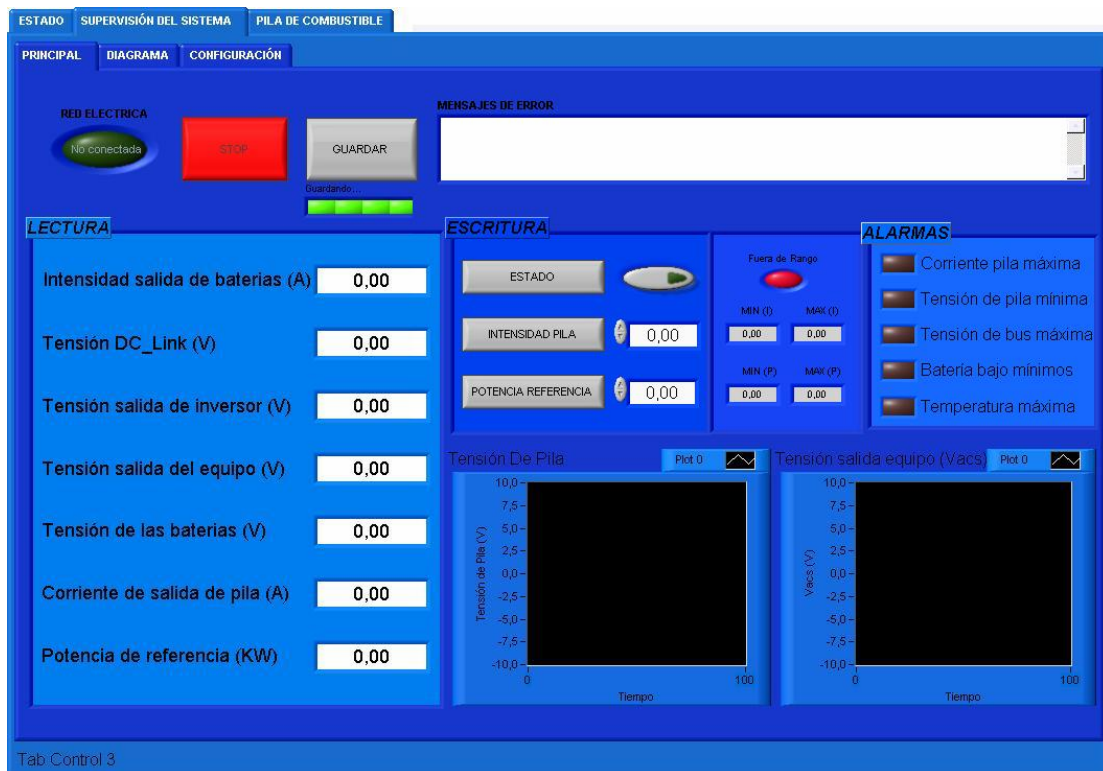 ESTADO SUPERVISIÓN DEL SISTEMA PILA DE COMBUSTIBLE
PRINCIPAL DIAGRAMA CONFIGURACIÓN
RED ELECTRICA
No conectada
STOP
GUARDAR
Guardando...
MENSAJES DE ERROR
LECTURA
Intensidad salida de baterias (A) 0,00
Tensión DC_Link (V) 0,00
Tensión salida de inversor (V) 0,00
Tensión salida del equipo (V) 0,00
Tensión de las baterias (V) 0,00
Corriente de salida de pila (A) 0,00
Potencia de referencia (KW) 0,00
ESCRITURA
ESTADO
INTENSIDAD PILA 0,00
POTENCIA REFERENCIA 0,00
Fuera de Rango
MIN (I) MAX (I)
0,00 0,00
MIN (P) MAX (P)
0,00 0,00
ALARMAS
Corriente pila máxima
Tensión de pila mínima
Tensión de bus máxima
Batería bajo mínimos
Temperatura máxima
Tensión De Pila Plot 0
Tensión de Pila (V)
10,0
7,5
5,0
2,5
0,0
-2,5
-5,0
-7,5
-10,0
0 100
Tiempo
Tensión salida equipo (Vacs) Plot 0
Vacs (V)
10,0
7,5
5,0
2,5
0,0
-2,5
-5,0
-7,5
-10,0
0 100
Tiempo
Tab Control 3